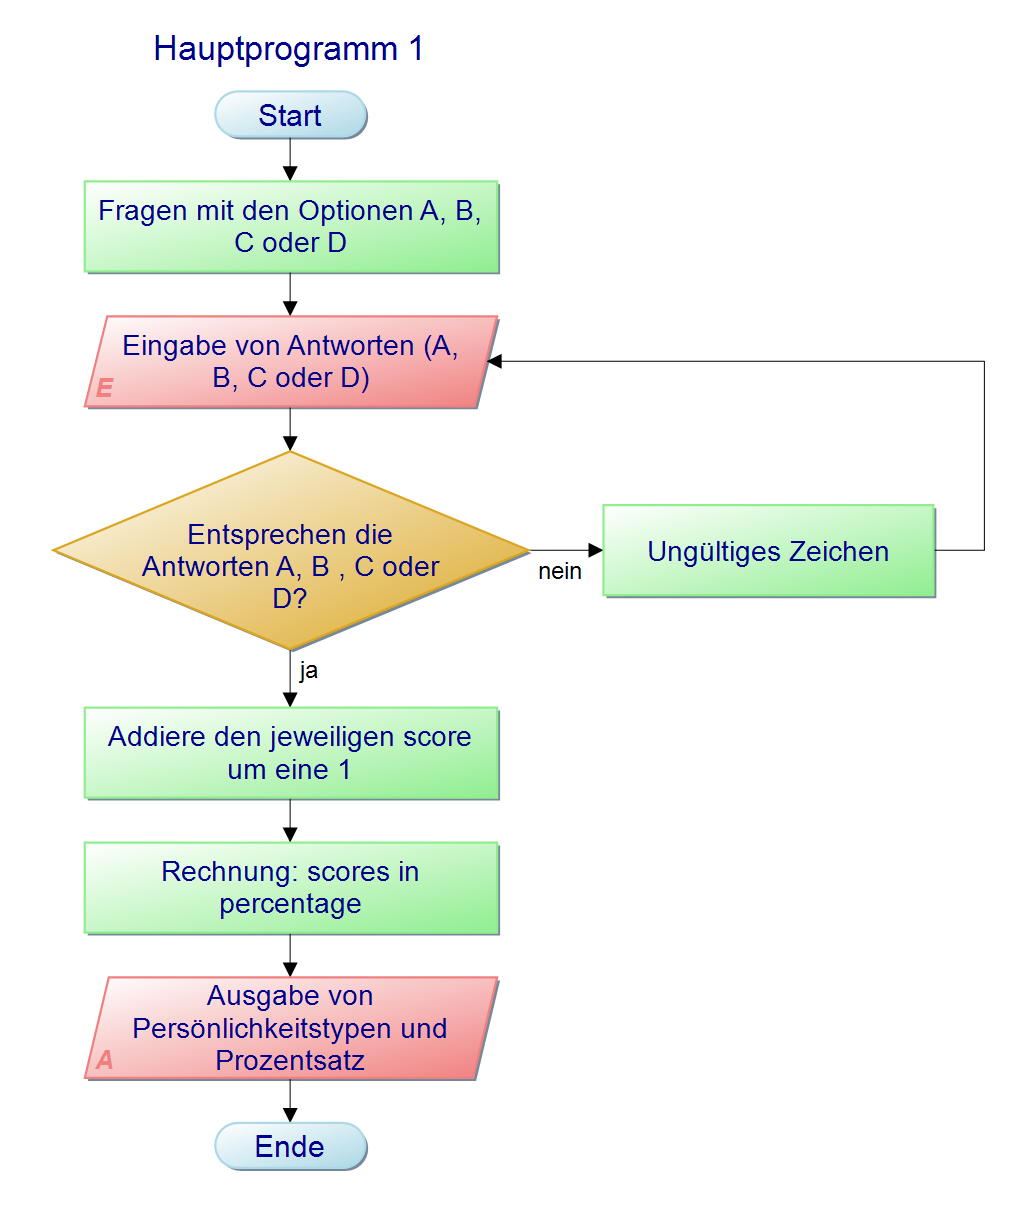 Hauptprogramm 1
Start
Fragen mit den Optionen A, B,
C oder D
Eingabe von Antworten (A,
B, C oder D)
E
Entsprechen die
Antworten A, B , C oder
D?
nein
Ungültiges Zeichen
ja
Addiere den jeweiligen score
um eine 1
Rechnung: scores in
percentage
Ausgabe von
Persönlichkeitstypen und
Prozentsatz
A
Ende